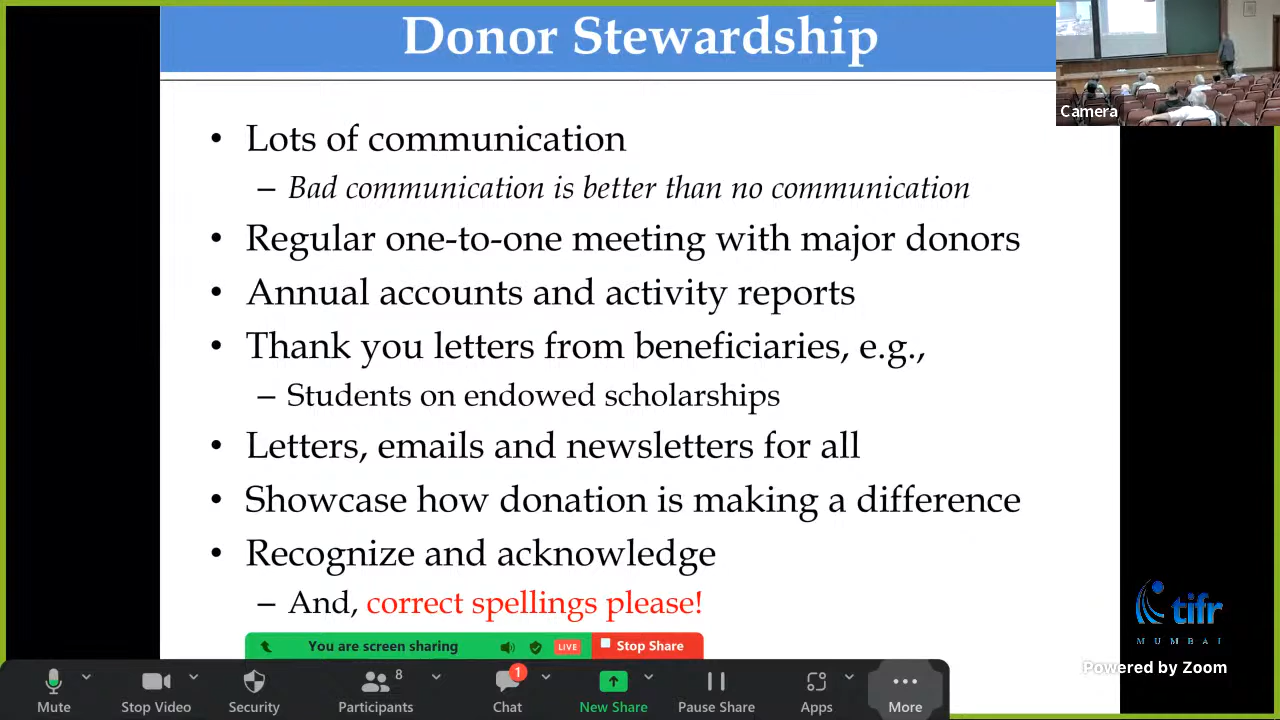 Donor Stewardship
Camera
• Lots of communication
– Bad communication is better than no communication
• Regular one-to-one meeting with major donors
• Annual accounts and activity reports
• Thank you letters from beneficiaries, e.g.,
– Students on endowed scholarships
• Letters, emails and newsletters for all
• Showcase how donation is making a difference
• Recognize and acknowledge
– And, correct spellings please!
tifr
MUMBAI
You are screen sharing LIVE Stop Share
Powered by Zoom
8
1
Mute Stop Video Security Participants Chat New Share Pause Share Apps More